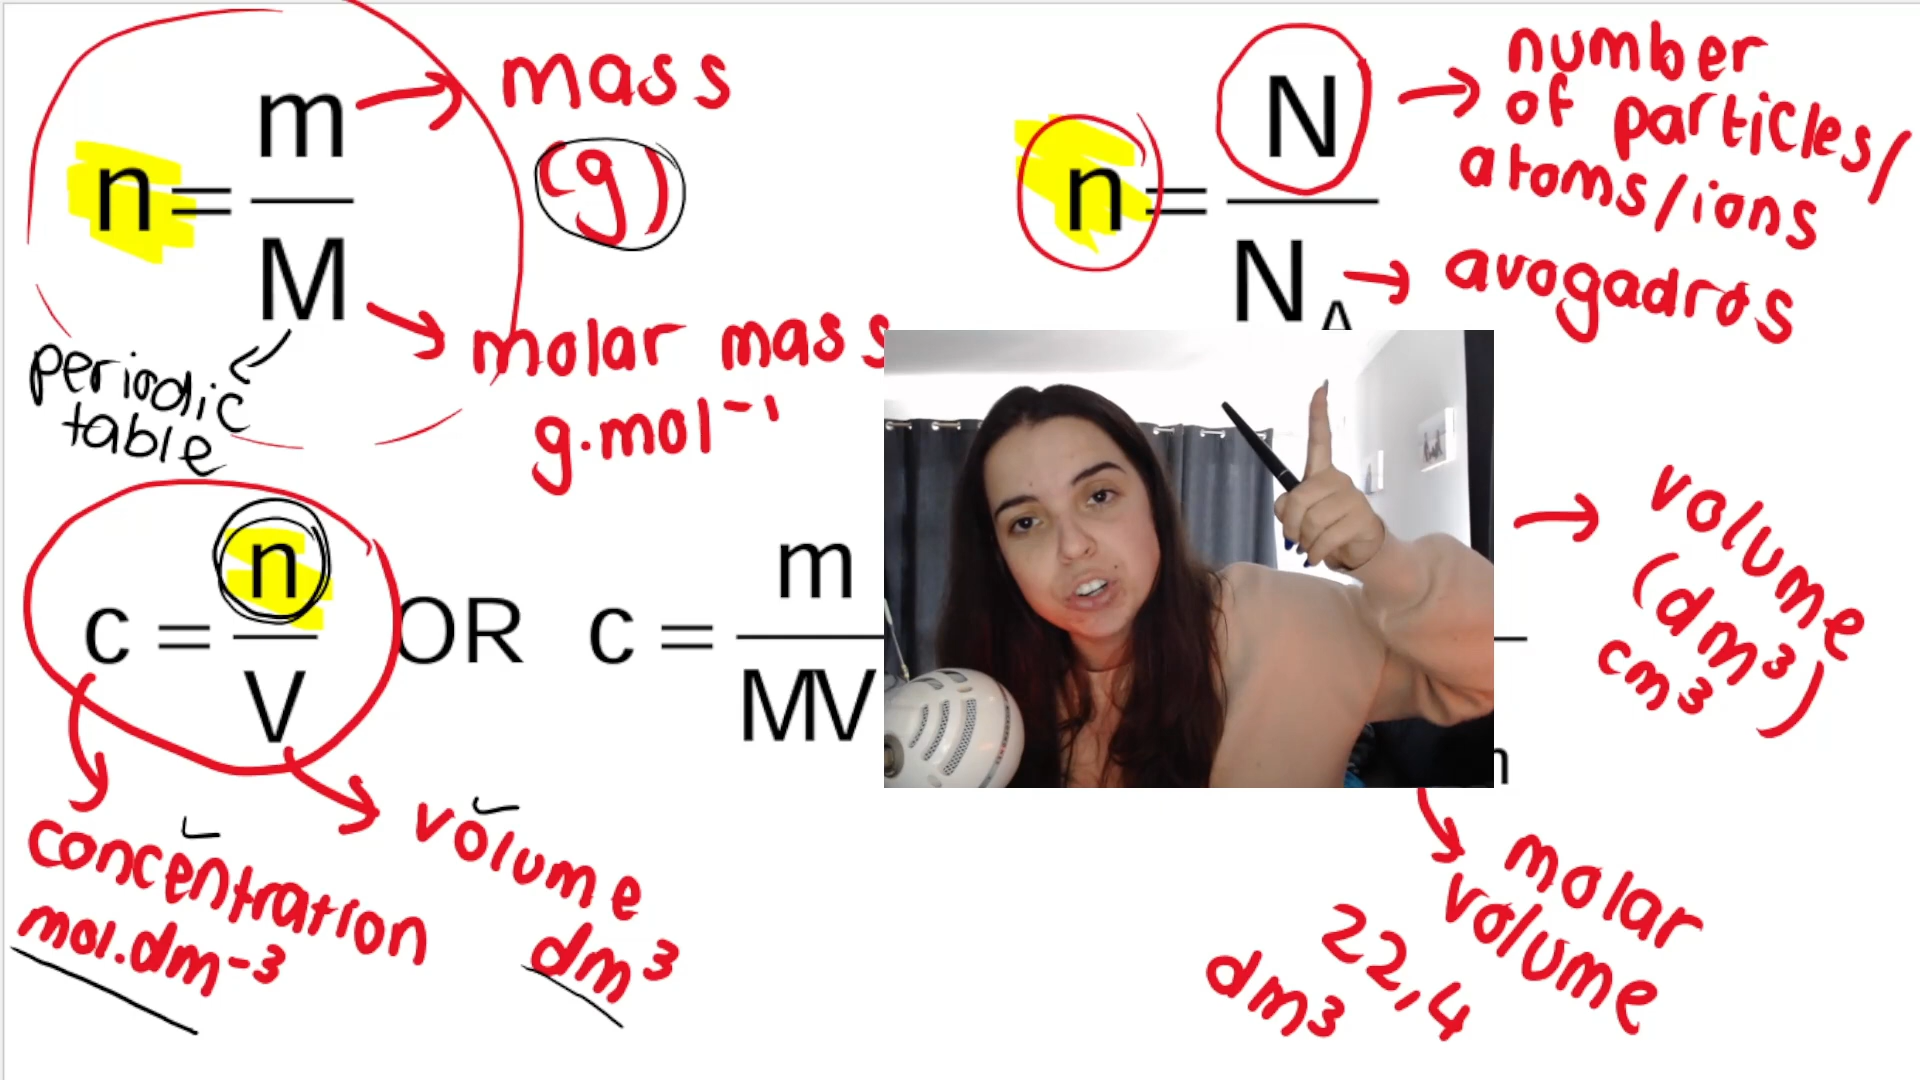 n = m / M
mass
(g)
molar mass
g.mol⁻¹
periodic
table
n = N / N_A
number
of particles/
atoms/ions
avogadros
c = n / V OR c = m / MV
concentration
mol.dm⁻³
volume
dm³
volume
(dm³)
cm³
molar
volume
22,4
dm³